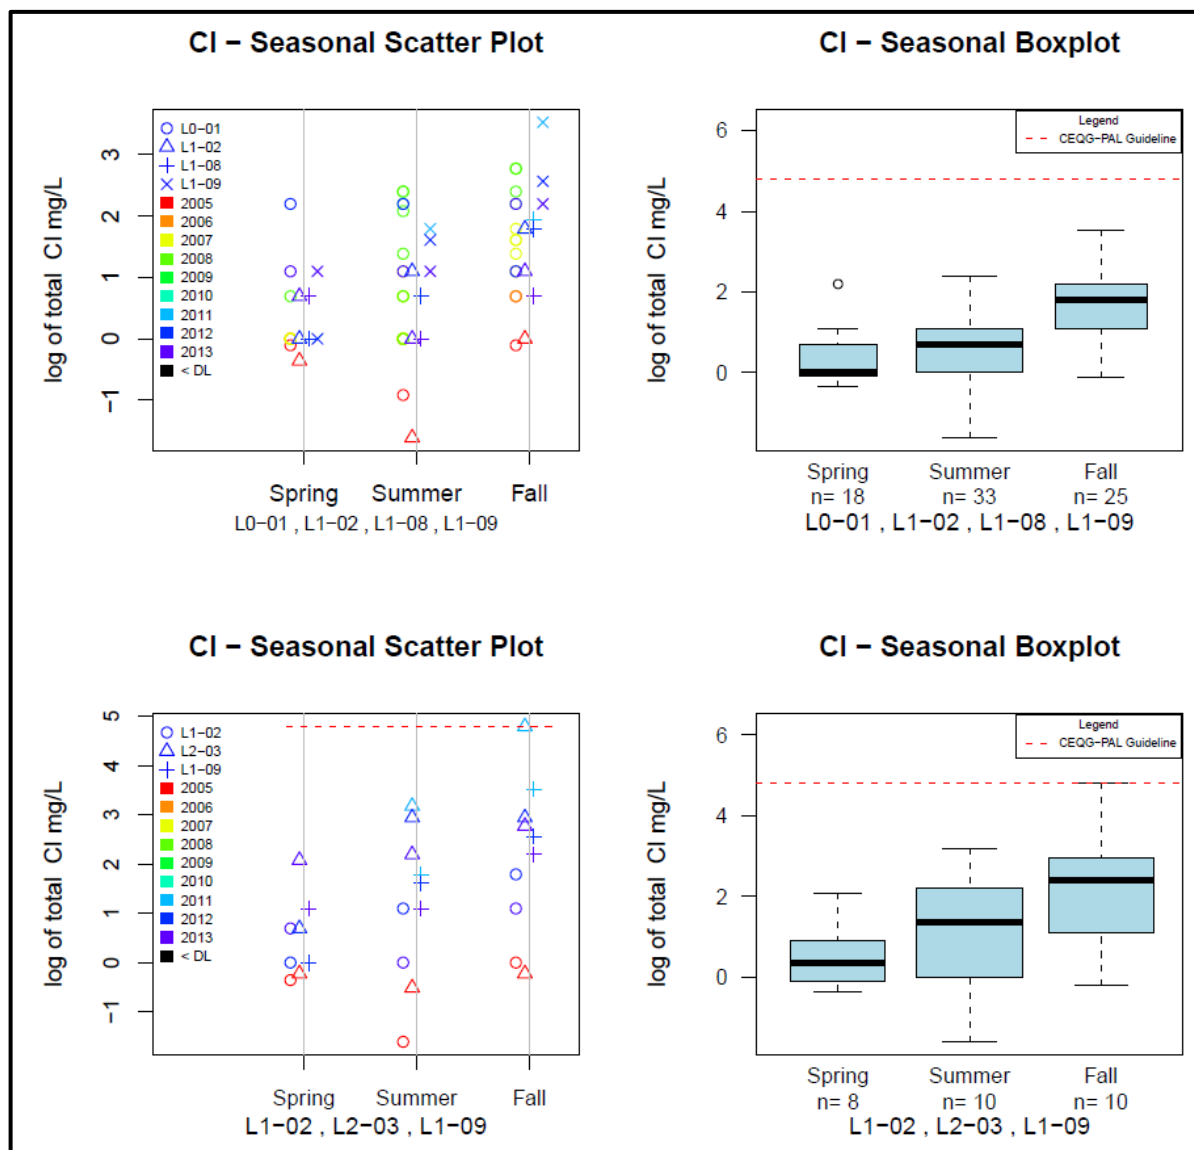 Cl − Seasonal Scatter Plot
log of total Cl mg/L
3
2
1
0
−1
L0−01
L1−02
L1−08
L1−09
2005
2006
2007
2008
2009
2010
2011
2012
2013
< DL
Spring Summer Fall
L0−01 , L1−02 , L1−08 , L1−09
Cl − Seasonal Boxplot
log of total Cl mg/L
6
4
2
0
Legend
CEQG−PAL Guideline
Spring Summer Fall
n= 18 n= 33 n= 25
L0−01 , L1−02 , L1−08 , L1−09
Cl − Seasonal Scatter Plot
log of total Cl mg/L
5
4
3
2
1
0
−1
L1−02
L2−03
L1−09
2005
2006
2007
2008
2009
2010
2011
2012
2013
< DL
Spring Summer Fall
L1−02 , L2−03 , L1−09
Cl − Seasonal Boxplot
log of total Cl mg/L
6
4
2
0
Legend
CEQG−PAL Guideline
Spring Summer Fall
n= 8 n= 10 n= 10
L1−02 , L2−03 , L1−09